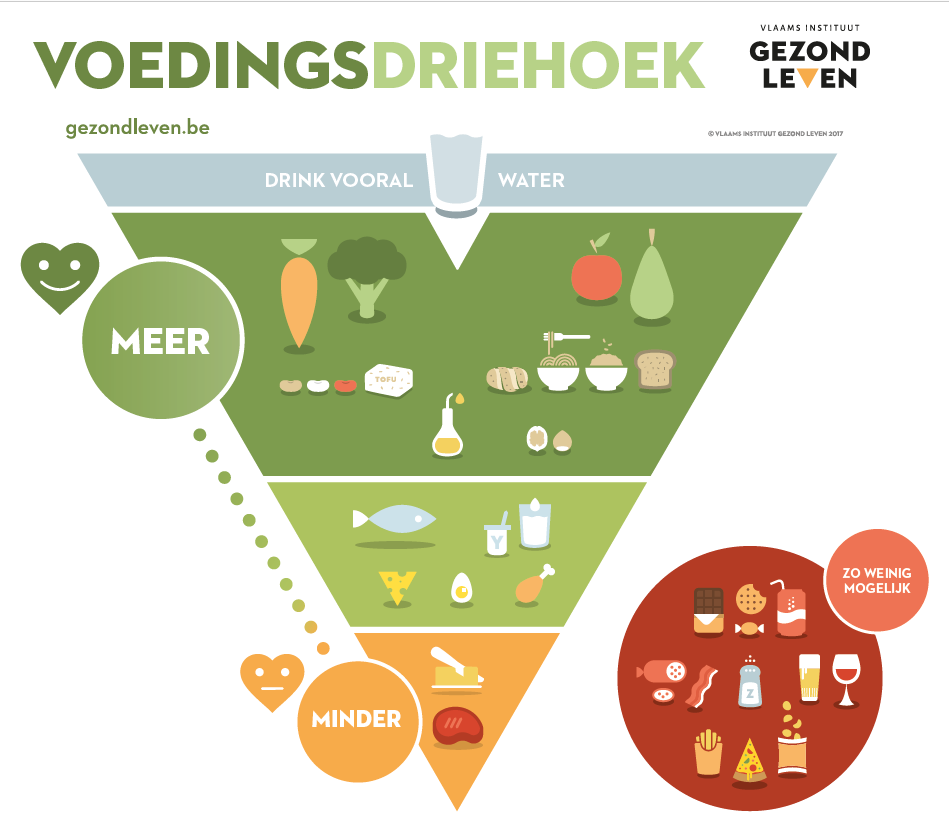 VOEDINGSDRIEHOEK
VLAAMS INSTITUUT
GEZOND
LEVEN
gezondleven.be
© VLAAMS INSTITUUT GEZOND LEVEN 2017
DRINK VOORAL WATER
MEER
TOFU
Y
ZO WEINIG
MOGELIJK
Z
MINDER